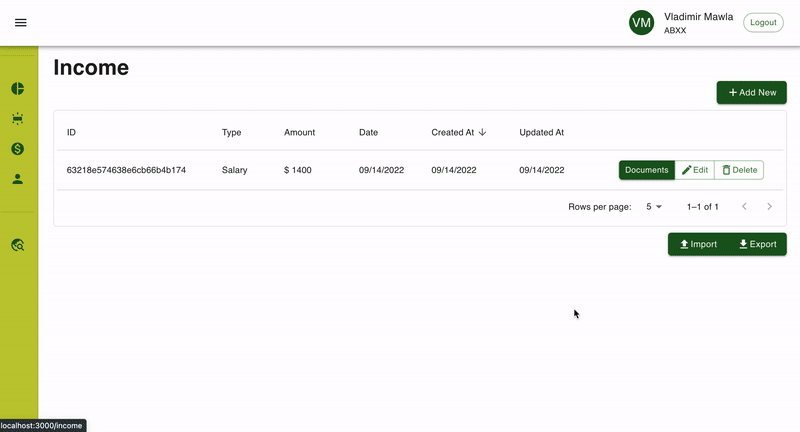 VM
Vladimir Mawla
ABXX
Logout
Income
Add New
ID Type Amount Date Created At Updated At
63218e574638e6cb66b4b174 Salary $ 1400 09/14/2022 09/14/2022 09/14/2022 Documents Edit Delete
Rows per page: 5 1–1 of 1
Import Export
localhost:3000/income